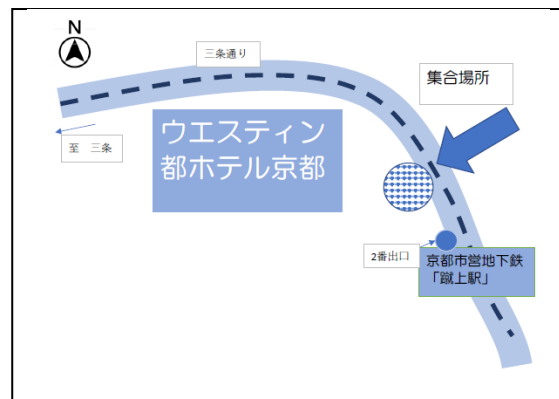 N
三条通り
集合場所
ウエスティン
都ホテル京都
至　三条
2番出口
京都市営地下鉄
「蹴上駅」